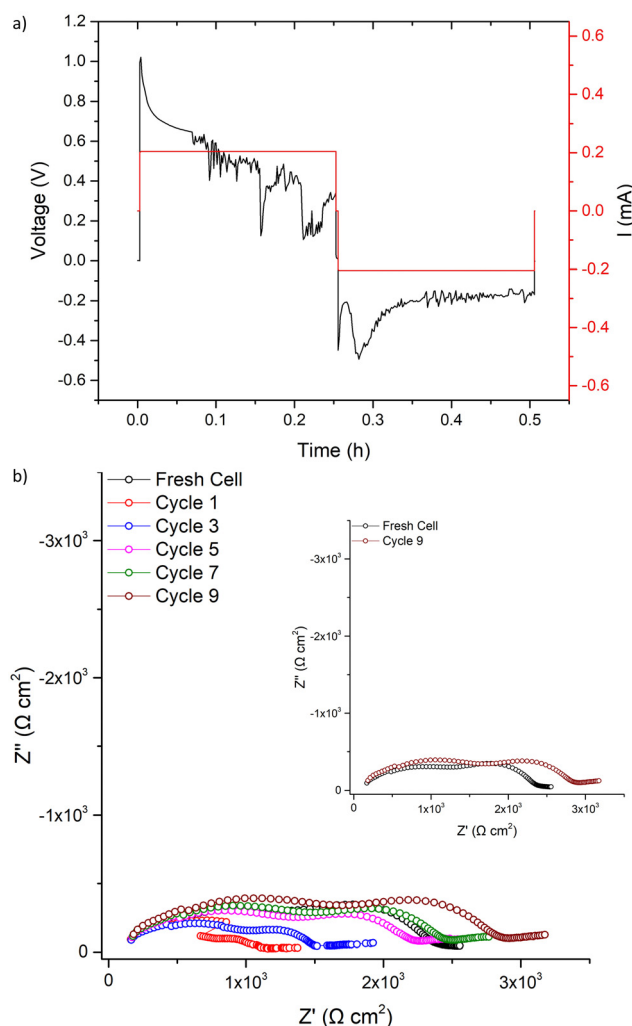 a)
1.2
1.0
0.8
0.6
0.4
0.2
0.0
-0.2
-0.4
-0.6
Voltage (V)
0.6
0.4
0.2
0.0
-0.2
-0.4
-0.6
I (mA)
0.0 0.1 0.2 0.3 0.4 0.5
Time (h)
b)
Fresh Cell
Cycle 1
Cycle 3
Cycle 5
Cycle 7
Cycle 9
-3x10³
-2x10³
-1x10³
0
Z'' (Ω cm²)
0 1x10³ 2x10³ 3x10³
Z' (Ω cm²)
Fresh Cell
Cycle 9
-3x10³
-2x10³
-1x10³
0
Z'' (Ω cm²)
0 1x10³ 2x10³ 3x10³
Z' (Ω cm²)